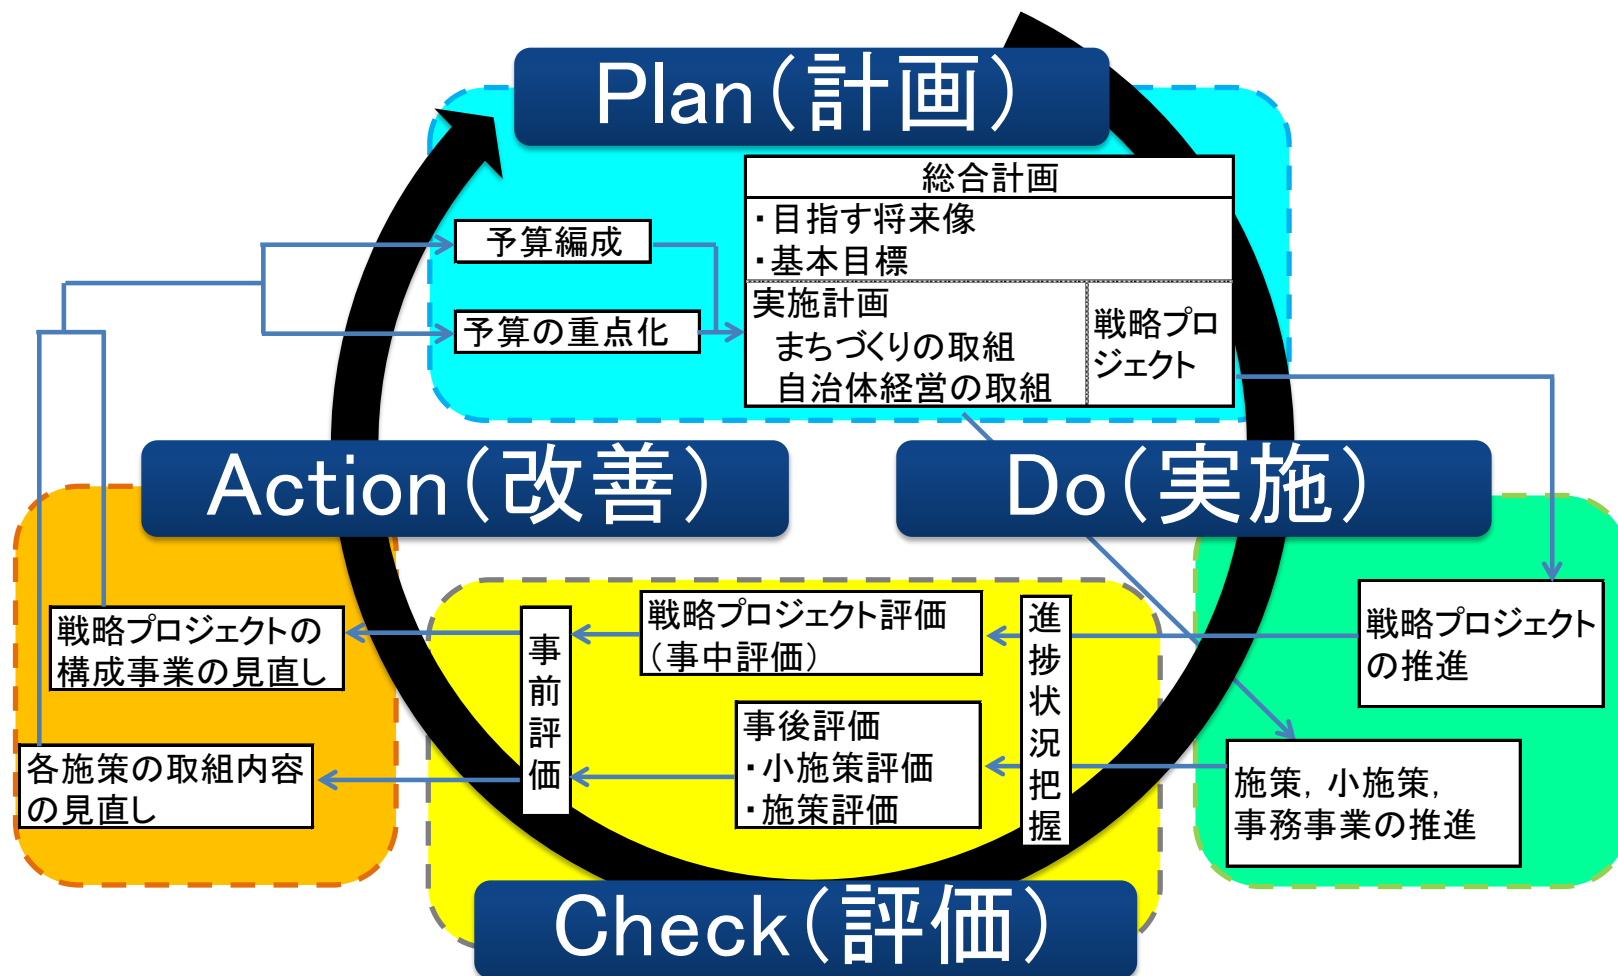 Plan（計画）
総合計画
・目指す将来像
・基本目標
予算編成
予算の重点化
実施計画
まちづくりの取組
自治体経営の取組
戦略プロ
ジェクト
Action（改善）
Do（実施）
戦略プロジェクトの
構成事業の見直し
各施策の取組内容
の見直し
事前評価
戦略プロジェクト評価
（事中評価）
事後評価
・小施策評価
・施策評価
進捗状況把握
戦略プロジェクト
の推進
施策，小施策，
事務事業の推進
Check（評価）